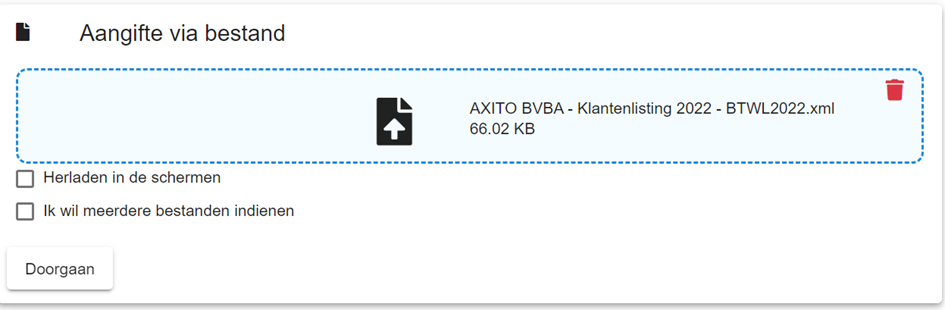 Aangifte via bestand
AXITO BVBA - Klantenlisting 2022 - BTWL2022.xml
66.02 KB
Herladen in de schermen
Ik wil meerdere bestanden indienen
Doorgaan